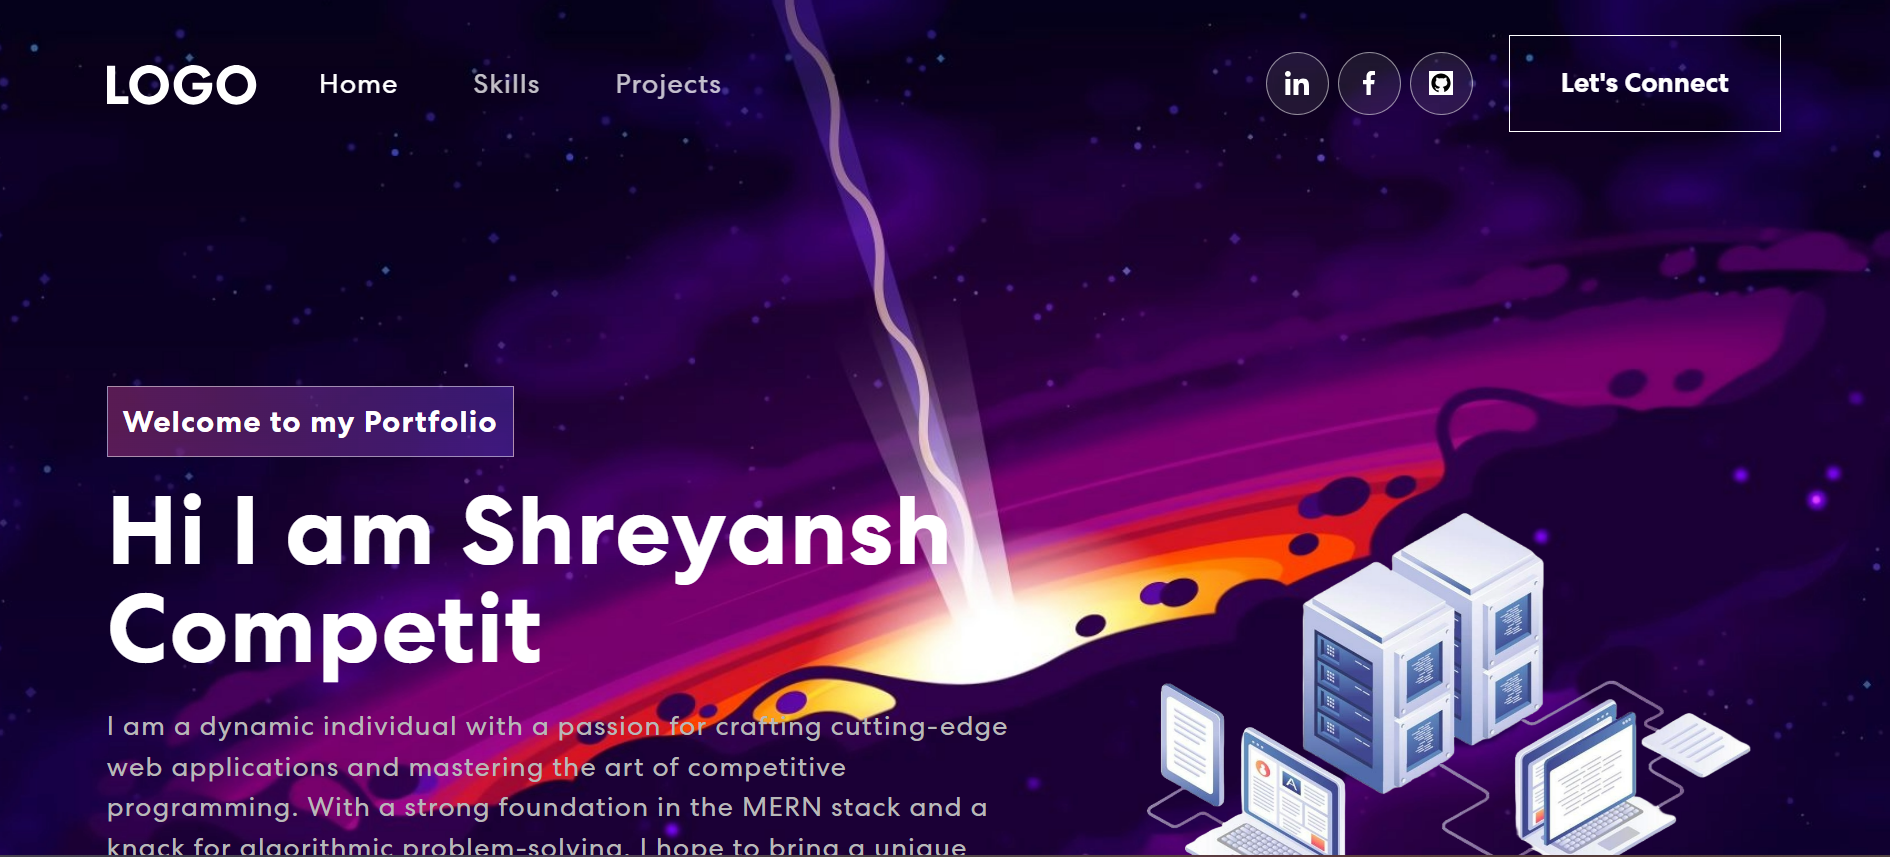 LOGO Home Skills Projects in f Let's Connect
Welcome to my Portfolio
Hi I am Shreyansh
Competit
I am a dynamic individual with a passion for crafting cutting-edge
web applications and mastering the art of competitive
programming. With a strong foundation in the MERN stack and a
knack for algorithmic problem-solving, I hope to bring a unique
A